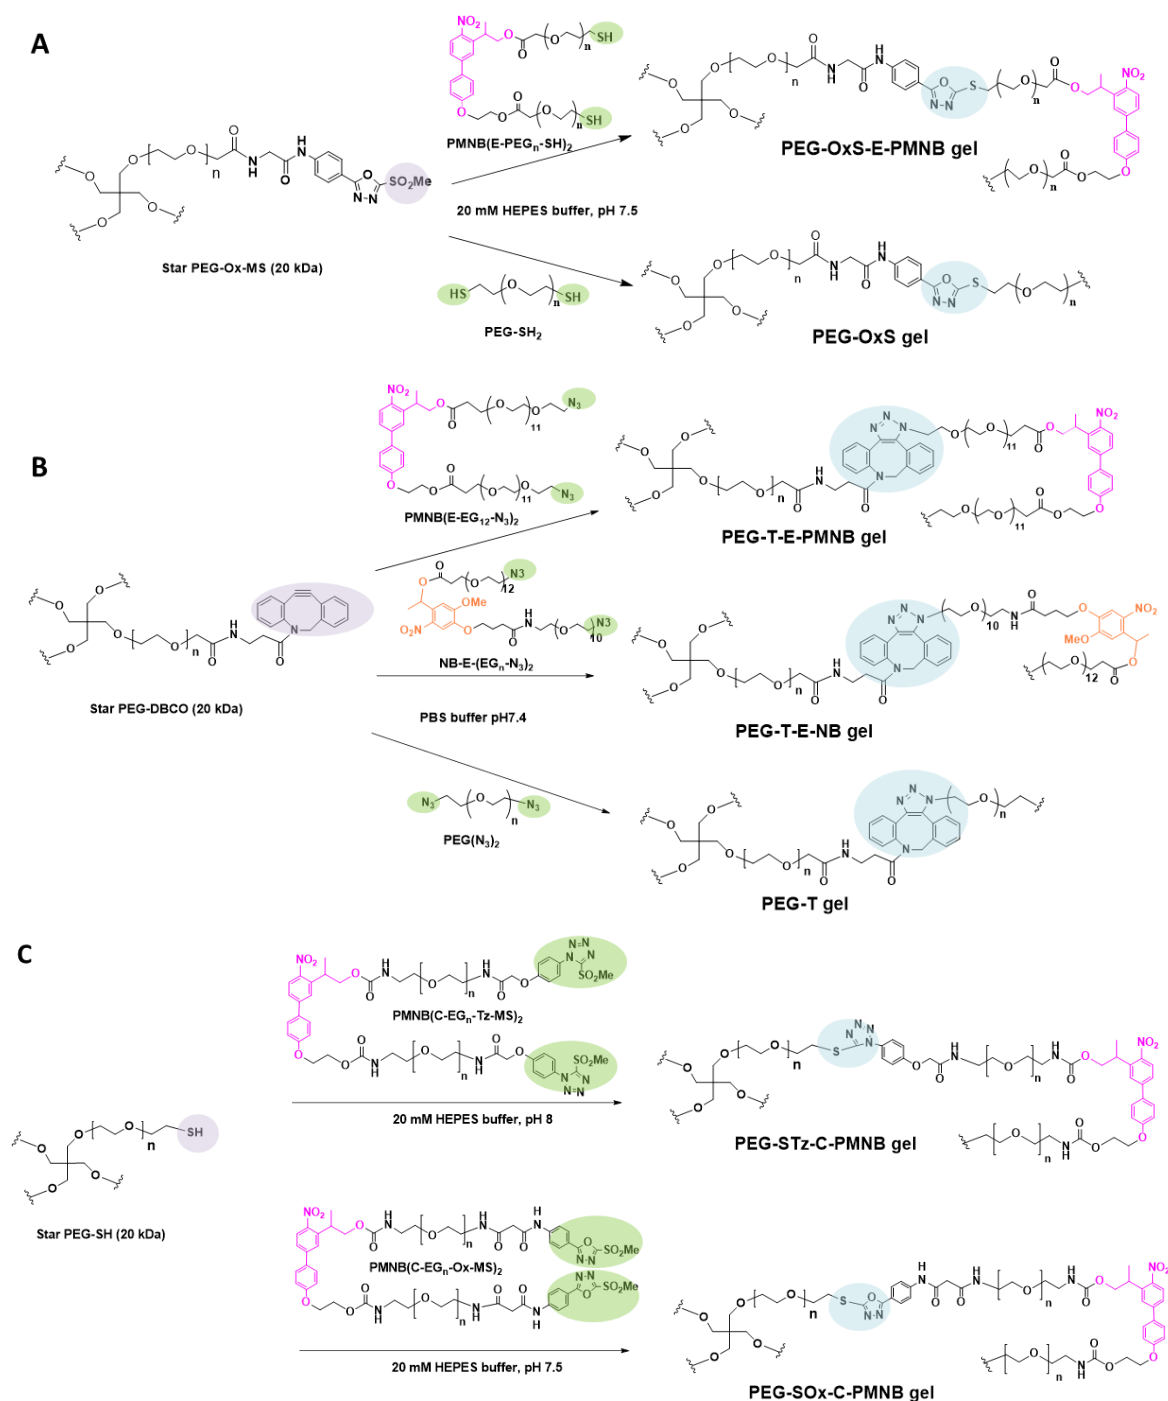 A
PMNB(E-PEGn-SH)2
20 mM HEPES buffer, pH 7.5
Star PEG-Ox-MS (20 kDa)
PEG-OxS-E-PMNB gel
PEG-SH2
PEG-OxS gel
B
PMNB(E-EG12-N3)2
PEG-T-E-PMNB gel
NB-E-(EGn-N3)2
PBS buffer pH7.4
Star PEG-DBCO (20 kDa)
PEG-T-E-NB gel
PEG(N3)2
PEG-T gel
C
PMNB(C-EGn-Tz-MS)2
20 mM HEPES buffer, pH 8
PEG-STz-C-PMNB gel
Star PEG-SH (20 kDa)
PMNB(C-EGn-Ox-MS)2
20 mM HEPES buffer, pH 7.5
PEG-SOx-C-PMNB gel